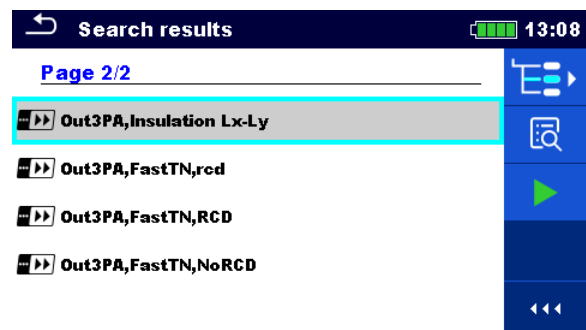 Search results
13:08
Page 2/2
Out3PA,Insulation Lx-Ly
Out3PA,FastTN,rcd
Out3PA,FastTN,RCD
Out3PA,FastTN,NoRCD